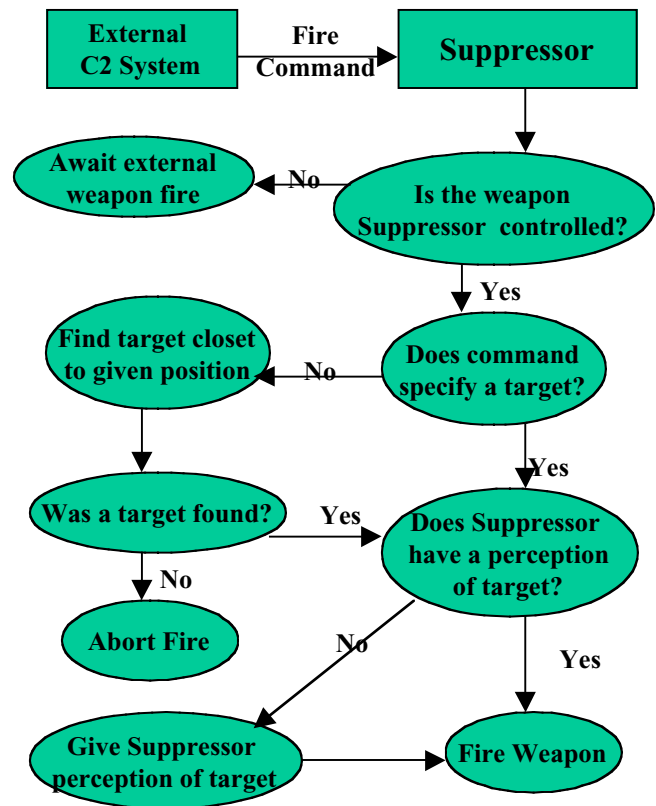 External
C2 System
Fire
Command
Suppressor
Await external
weapon fire
No
Is the weapon
Suppressor controlled?
Yes
Find target closet
to given position
No
Does command
specify a target?
Yes
Was a target found?
Yes
Does Suppressor
have a perception
of target?
No
Abort Fire
No
Yes
Give Suppressor
perception of target
Fire Weapon